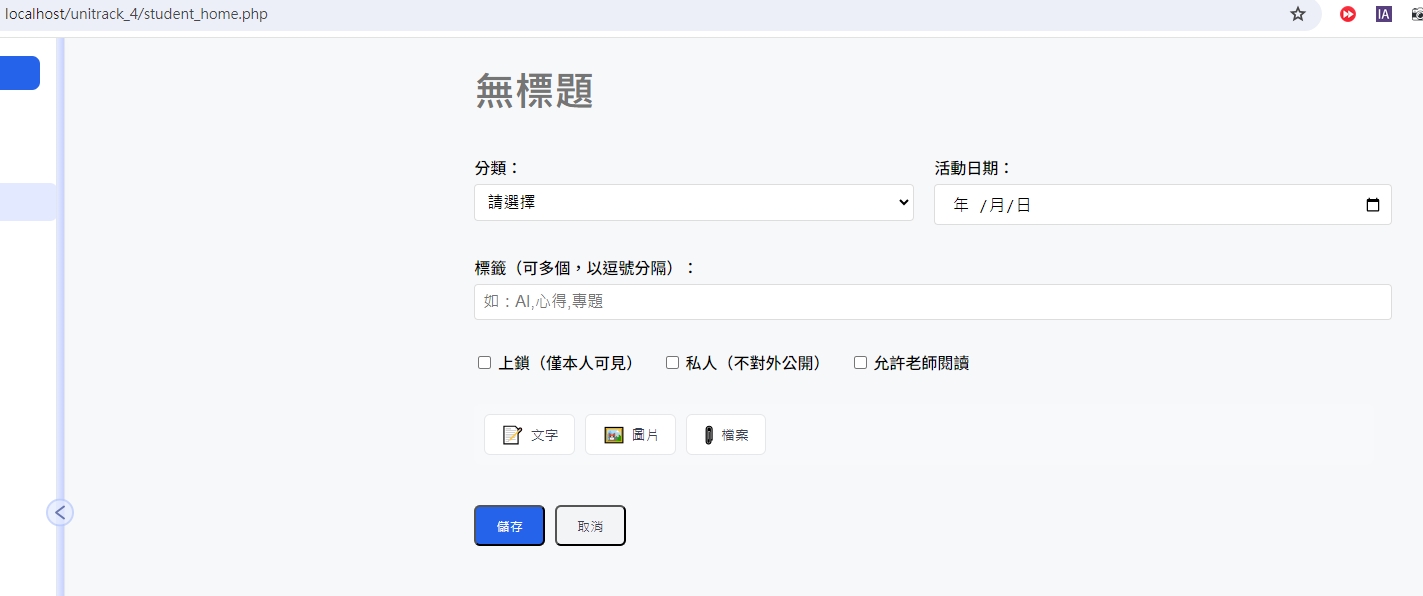 localhost/unitrack_4/student_home.php
IA
無標題
分類：
活動日期：
請選擇
年 /月/日
標籤（可多個，以逗號分隔）：
如：AI,心得,專題
上鎖（僅本人可見） 私人（不對外公開） 允許老師閱讀
文字 圖片 檔案
儲存 取消